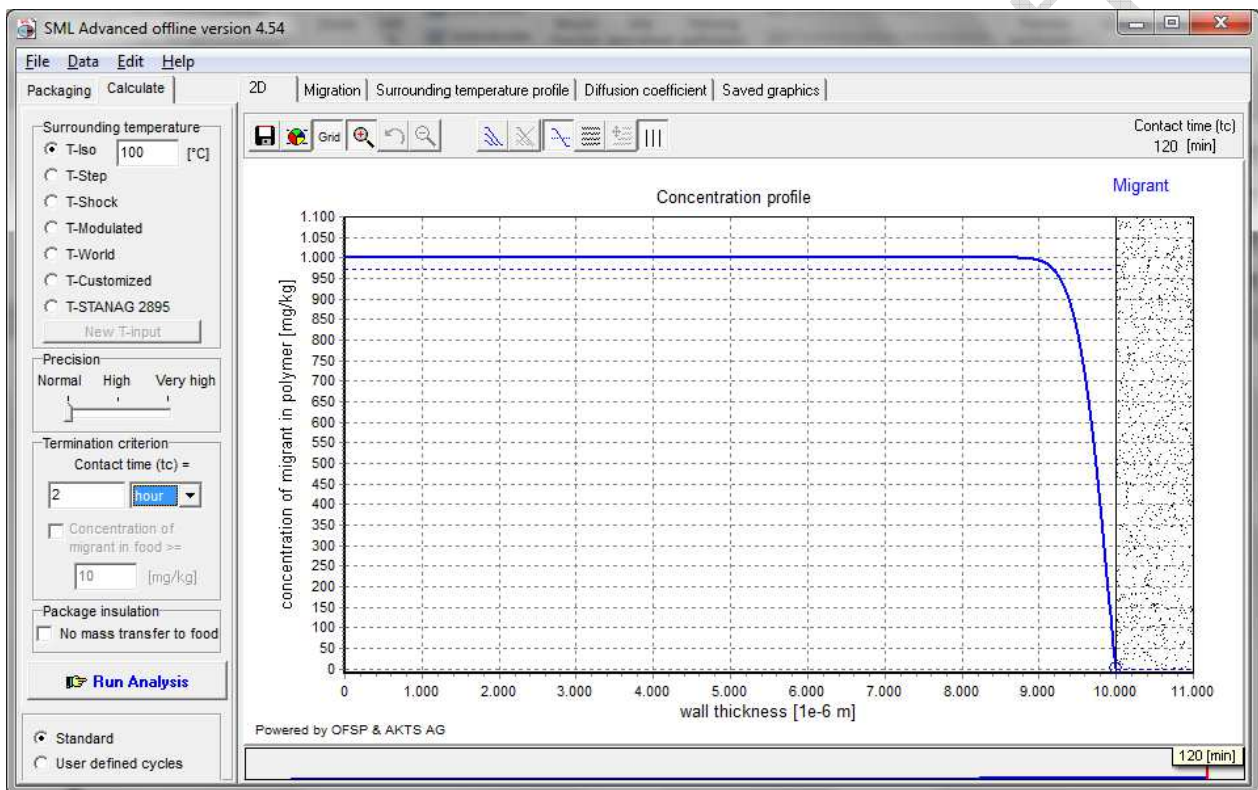 SML Advanced offline version 4.54
File Data Edit Help
Packaging Calculate
2D Migration Surrounding temperature profile Diffusion coefficient Saved graphics
Surrounding temperature
T-Iso 100 [°C]
T-Step
T-Shock
T-Modulated
T-World
T-Customized
T-STANAG 2895
New T-input
Precision
Normal High Very high
Termination criterion
Contact time (tc) =
2 hour
Concentration of
migrant in food >=
10 [mg/kg]
Package insulation
No mass transfer to food
Run Analysis
Standard
User defined cycles
Grid
Contact time (tc)
120 [min]
Migrant
Concentration profile
concentration of migrant in polymer [mg/kg]
1.100
1.050
1.000
950
900
850
800
750
700
650
600
550
500
450
400
350
300
250
200
150
100
50
0
0 1.000 2.000 3.000 4.000 5.000 6.000 7.000 8.000 9.000 10.000 11.000
wall thickness [1e-6 m]
Powered by OFSP & AKTS AG
120 [min]